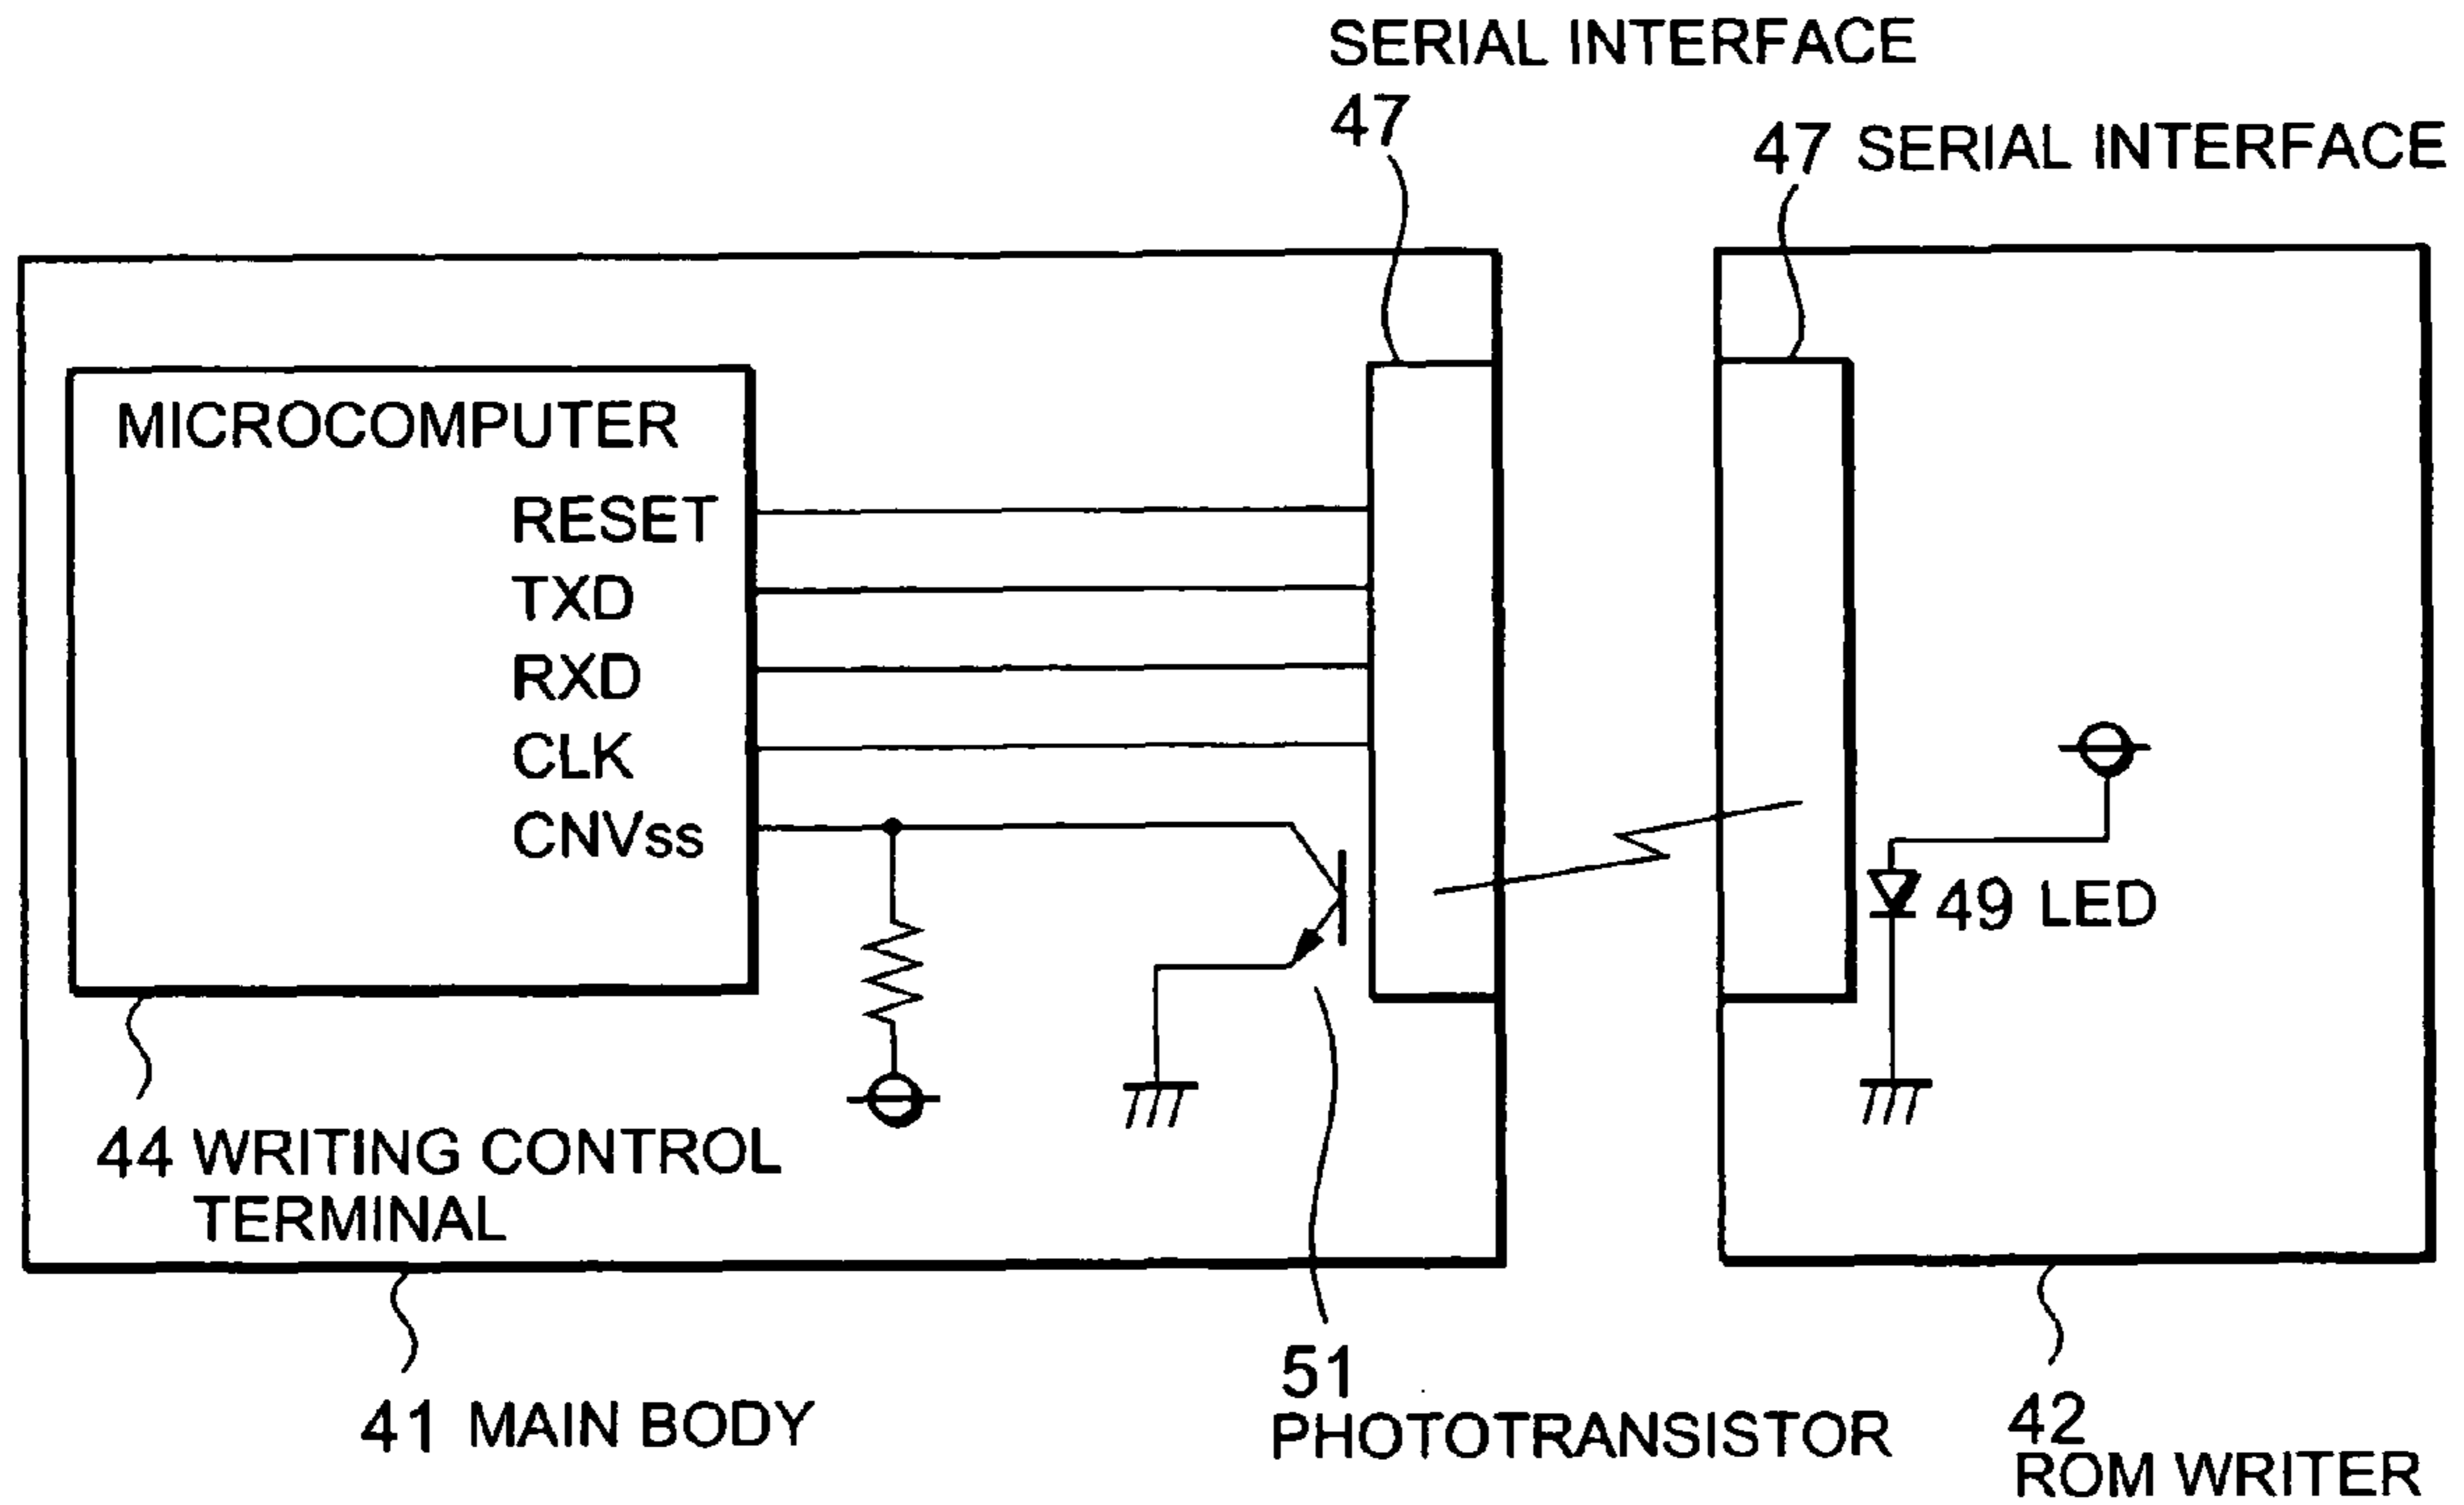 SERIAL INTERFACE
47
47 SERIAL INTERFACE
MICROCOMPUTER
RESET
TXD
RXD
CLK
CNVss
49 LED
44 WRITING CONTROL
TERMINAL
41 MAIN BODY
51
PHOTOTRANSISTOR
42
ROM WRITER